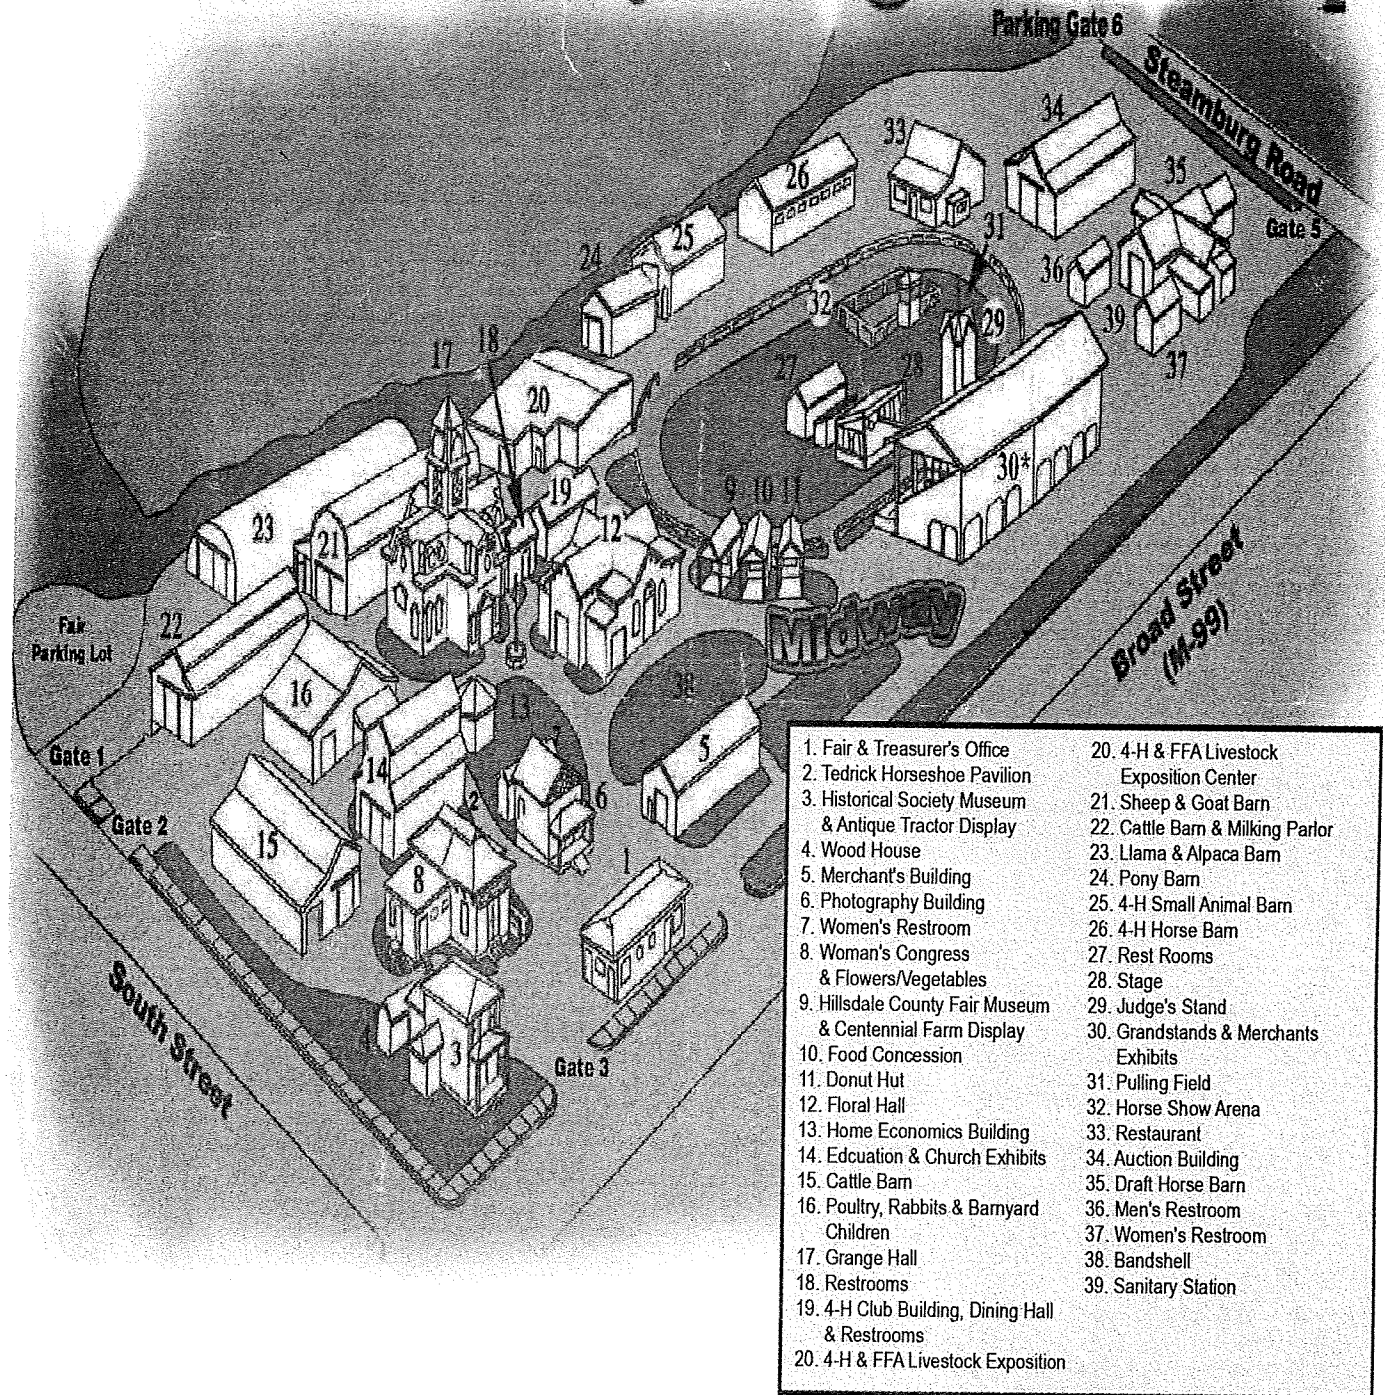 Parking Gate 6
Steamburg Road
34
33
35
26
Gate 5
25
31
24
36
32
29
39
18
17
27
28
37
20
30*
9
10
11
19
23
12
21
Midway
Broad Street
(M-99)
22
Fair
Parking Lot
16
38
13
7
5
Gate 1
14
6
2
Gate 2
15
1
8
South Street
4
3
Gate 3
1. Fair & Treasurer's Office
2. Tedrick Horseshoe Pavilion
3. Historical Society Museum
& Antique Tractor Display
4. Wood House
5. Merchant's Building
6. Photography Building
7. Women's Restroom
8. Woman's Congress
& Flowers/Vegetables
9. Hillsdale County Fair Museum
& Centennial Farm Display
10. Food Concession
11. Donut Hut
12. Floral Hall
13. Home Economics Building
14. Edcuation & Church Exhibits
15. Cattle Barn
16. Poultry, Rabbits & Barnyard
Children
17. Grange Hall
18. Restrooms
19. 4-H Club Building, Dining Hall
& Restrooms
20. 4-H & FFA Livestock Exposition
20. 4-H & FFA Livestock
Exposition Center
21. Sheep & Goat Barn
22. Cattle Barn & Milking Parlor
23. Llama & Alpaca Barn
24. Pony Barn
25. 4-H Small Animal Barn
26. 4-H Horse Barn
27. Rest Rooms
28. Stage
29. Judge's Stand
30. Grandstands & Merchants
Exhibits
31. Pulling Field
32. Horse Show Arena
33. Restaurant
34. Auction Building
35. Draft Horse Barn
36. Men's Restroom
37. Women's Restroom
38. Bandshell
39. Sanitary Station